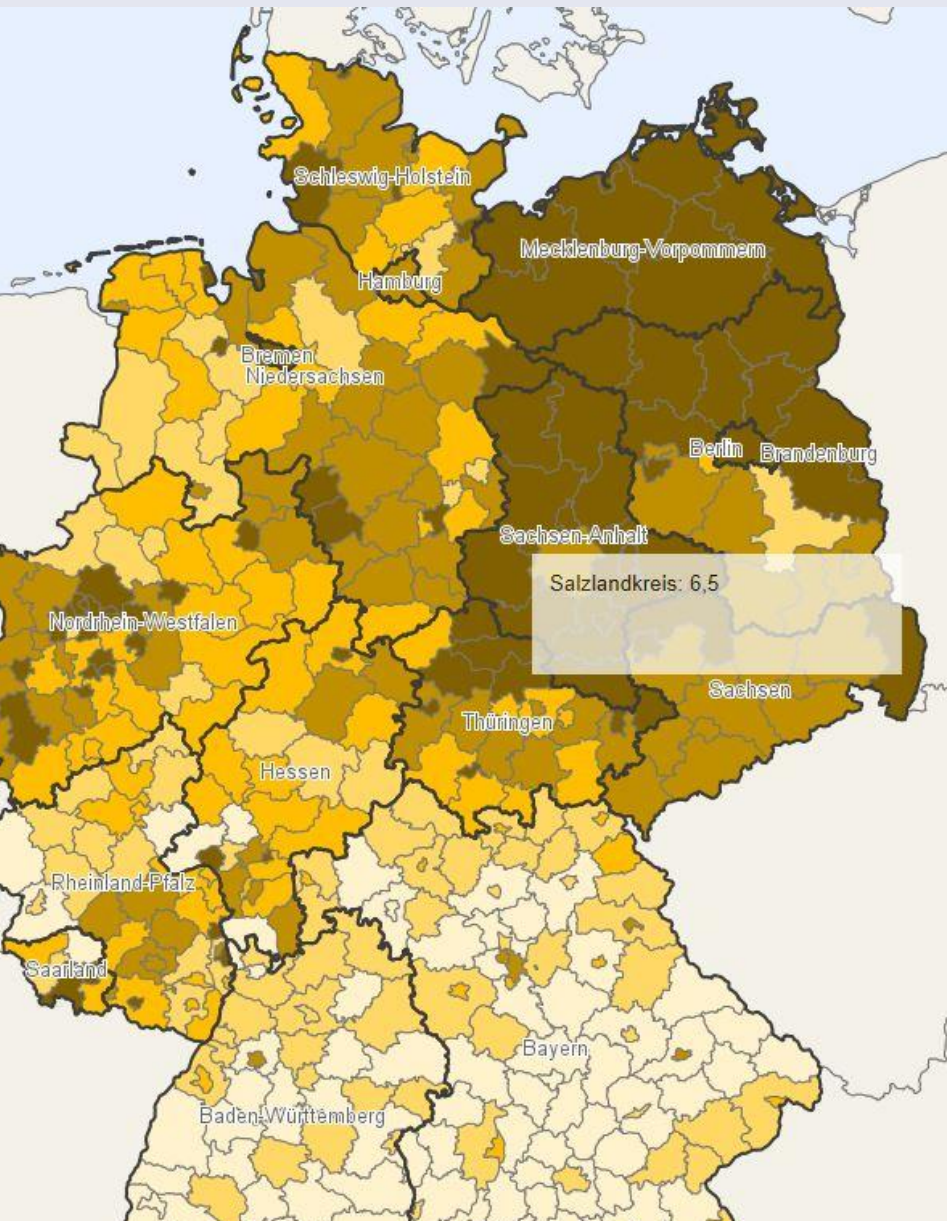 Schleswig-Holstein
Mecklenburg-Vorpommern
Hamburg
Bremen
Niedersachsen
Berlin
Brandenburg
Sachsen-Anhalt
Salzlandkreis: 6,5
Nordrhein-Westfalen
Sachsen
Thüringen
Hessen
Rheinland-Pfalz
Saarland
Bayern
Baden-Württemberg